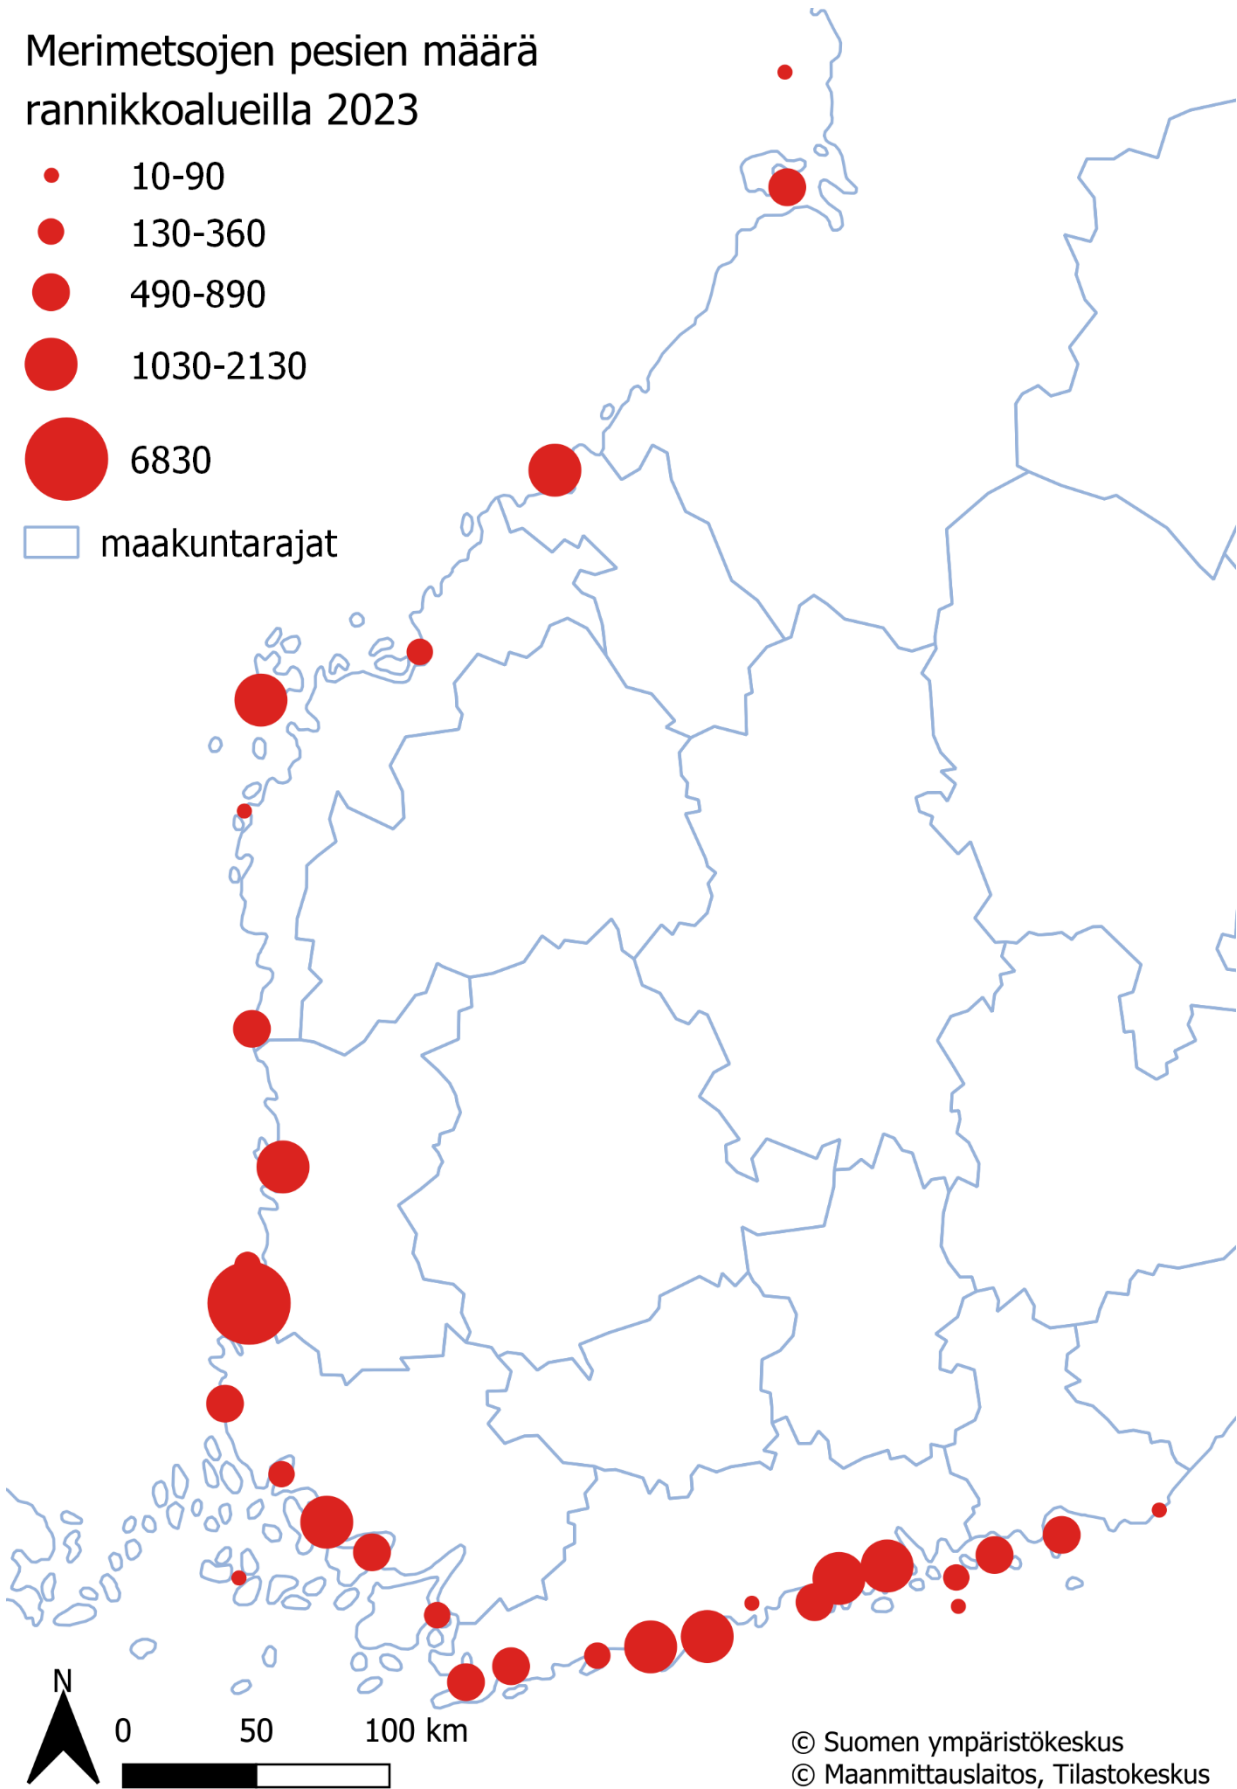 Merimetsojen pesien määrä
rannikkoalueilla 2023
10-90
130-360
490-890
1030-2130
6830
maakuntarajat
N
0 50 100 km
© Suomen ympäristökeskus
© Maanmittauslaitos, Tilastokeskus